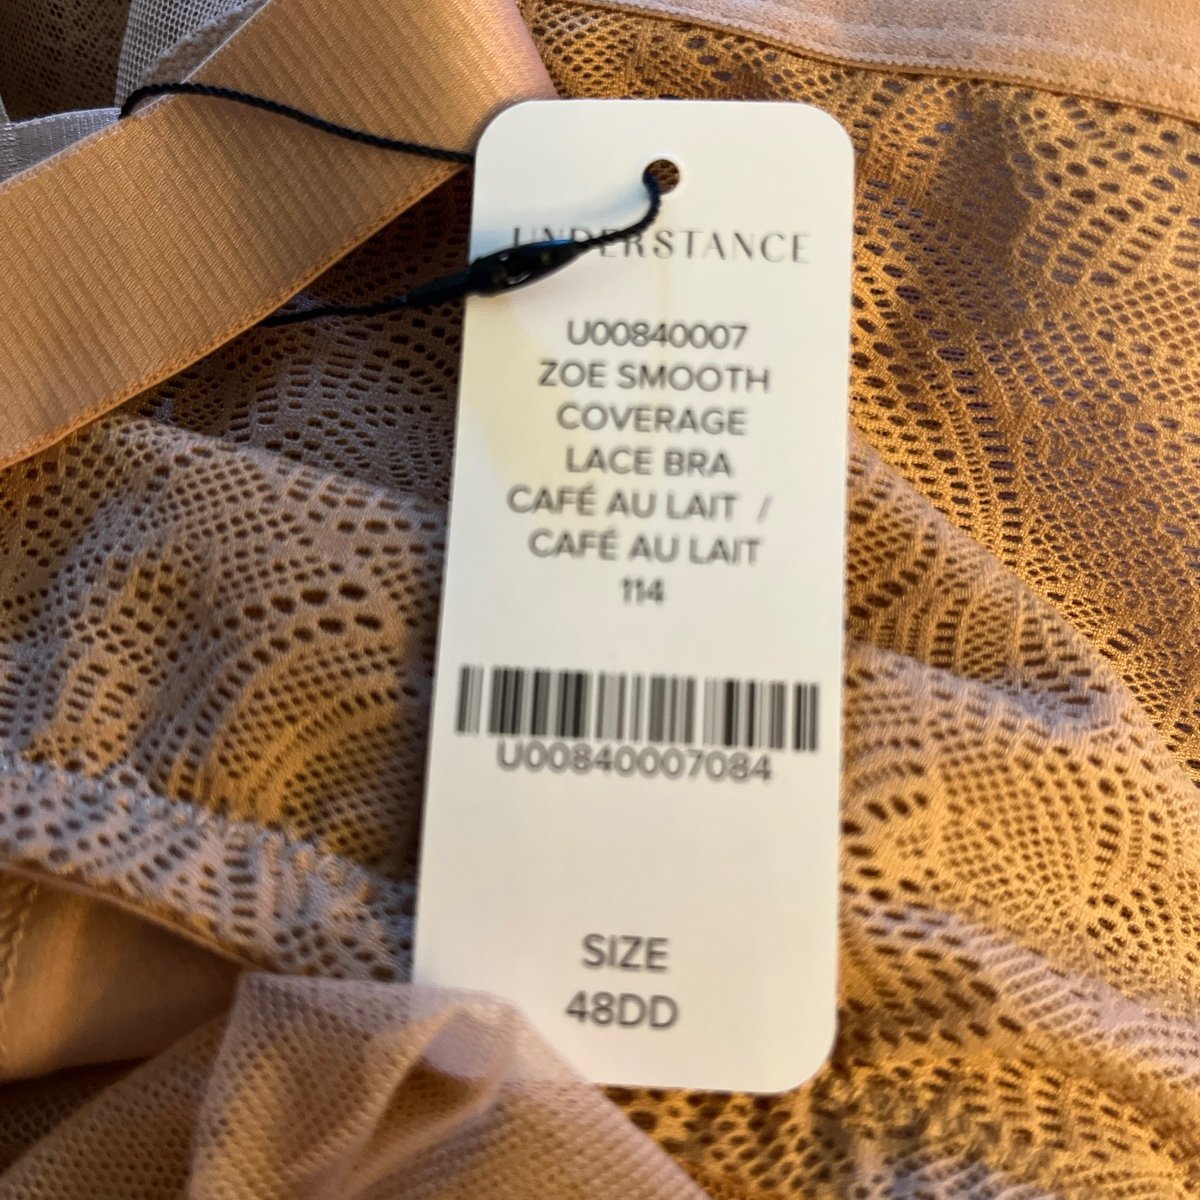 UNDERSTANCE
U00840007
ZOE SMOOTH
COVERAGE
LACE BRA
CAFÉ AU LAIT /
CAFÉ AU LAIT
114
U00840007084
SIZE
48DD